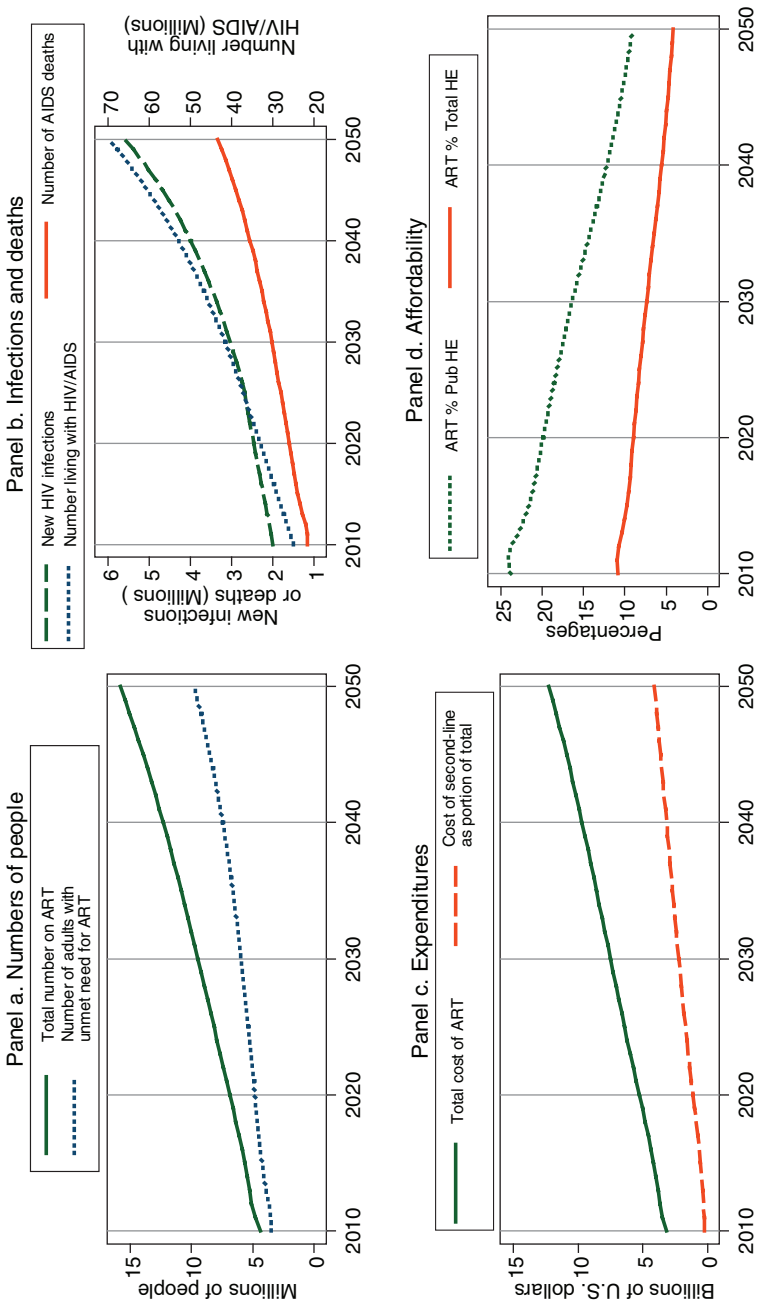 Panel a. Numbers of people
Total number on ART
Number of adults with
unmet need for ART
Millions of people
15
10
5
0
2010
2020
2030
2040
2050
Panel b. Infections and deaths
New HIV infections
Number of AIDS deaths
Number living with HIV/AIDS
New infections
or deaths (Millions )
6
5
4
3
2
1
Number living with
HIV/AIDS (Millions)
70
60
50
40
30
20
2010
2020
2030
2040
2050
Panel c. Expenditures
Total cost of ART
Cost of second-line
as portion of total
Billions of U.S. dollars
15
10
5
0
2010
2020
2030
2040
2050
Panel d. Affordability
ART % Pub HE
ART % Total HE
Percentages
25
20
15
10
5
0
2010
2020
2030
2040
2050